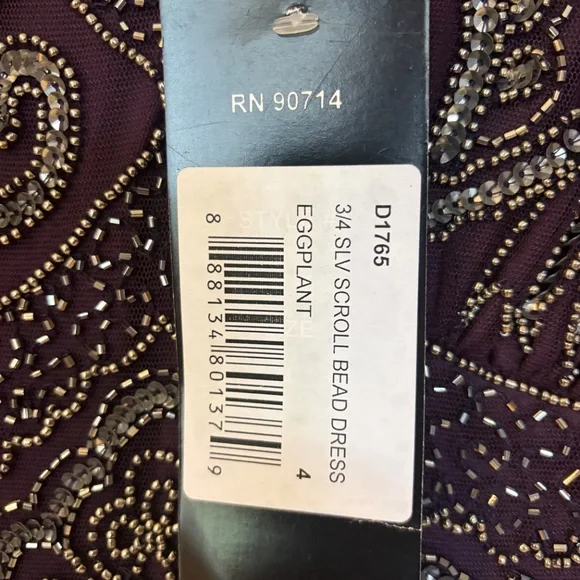 RN 90714
D1765
3/4 SLV SCROLL BEAD DRESS
EGGPLANT
4
8 88134 80137 9